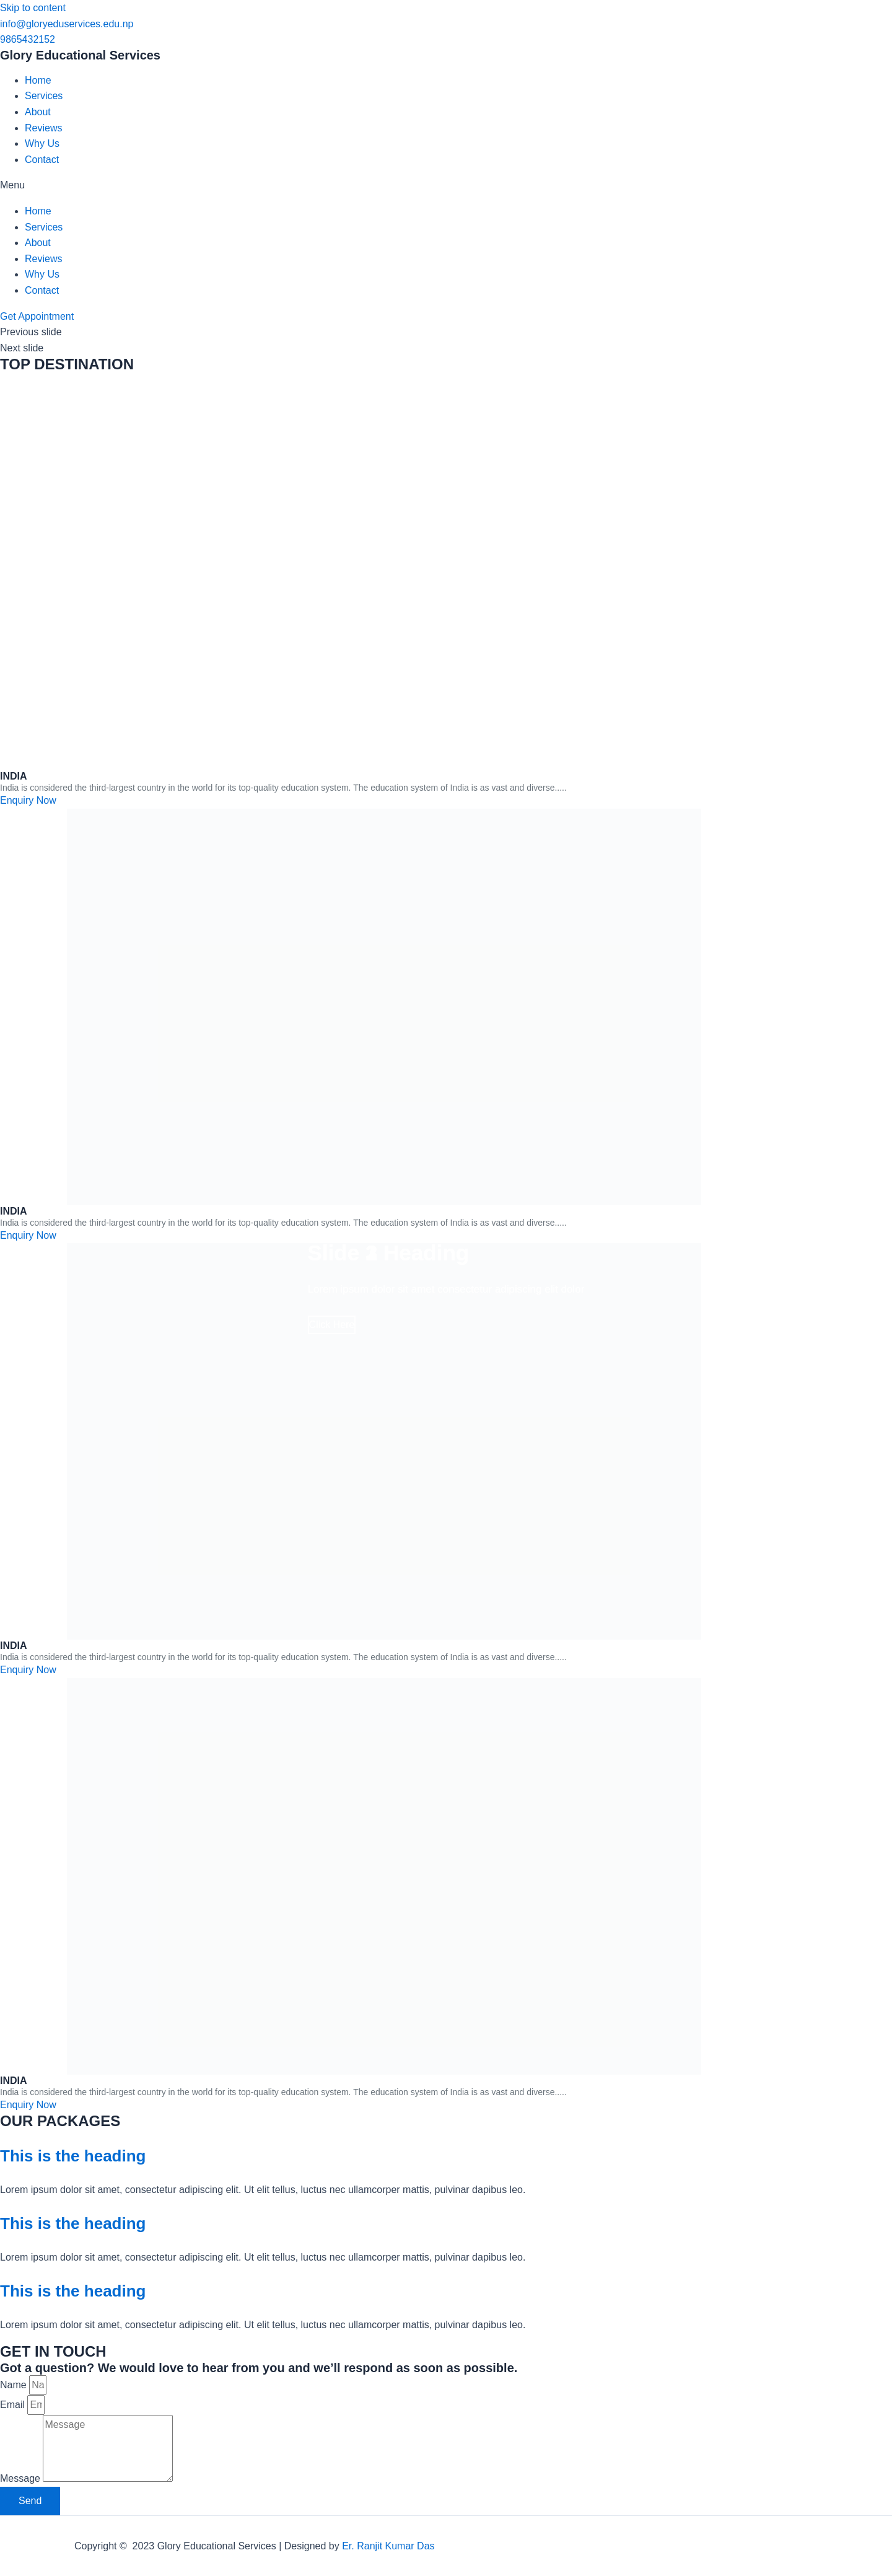 Skip to content
info@gloryeduservices.edu.np
9865432152
Glory Educational Services
Home
Services
About
Reviews
Why Us
Contact
Menu
Home
Services
About
Reviews
Why Us
Contact
Get Appointment
Previous slide
Next slide
TOP DESTINATION
INDIA
India is considered the third-largest country in the world for its top-quality education system. The education system of India is as vast and diverse.....
Enquiry Now
INDIA
India is considered the third-largest country in the world for its top-quality education system. The education system of India is as vast and diverse.....
Enquiry Now
Slide Heading
INDIA
India is considered the third-largest country in the world for its top-quality education system. The education system of India is as vast and diverse.....
Enquiry Now
INDIA
India is considered the third-largest country in the world for its top-quality education system. The education system of India is as vast and diverse.....
Enquiry Now
OUR PACKAGES
This is the heading
Lorem ipsum dolor sit amet, consectetur adipiscing elit. Ut elit tellus, luctus nec ullamcorper mattis, pulvinar dapibus leo.
This is the heading
Lorem ipsum dolor sit amet, consectetur adipiscing elit. Ut elit tellus, luctus nec ullamcorper mattis, pulvinar dapibus leo.
This is the heading
Lorem ipsum dolor sit amet, consectetur adipiscing elit. Ut elit tellus, luctus nec ullamcorper mattis, pulvinar dapibus leo.
GET IN TOUCH
Got a question? We would love to hear from you and we'll respond as soon as possible.
Name Na
Email Em
Message
Message
Send
Copyright © 2023 Glory Educational Services | Designed by Er. Ranjit Kumar Das